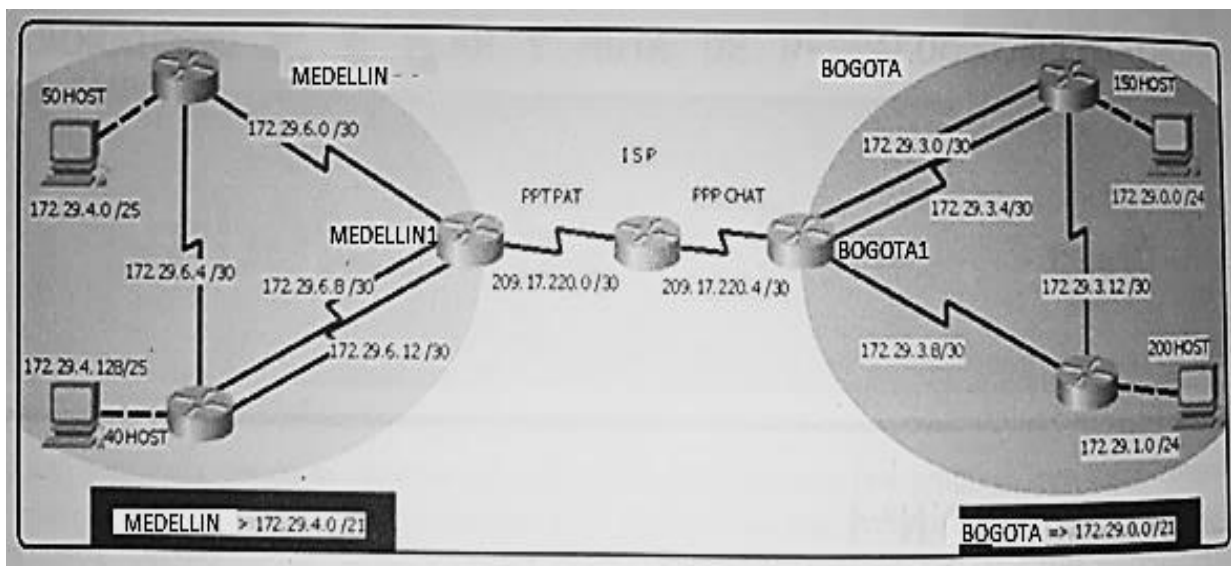 MEDELLIN - -
BOGOTA
50 HOST
150 HOST
172.29.6.0 /30
ISP
172.29.3.0 /30
172.29.4.0 /25
PPT PAT
PPP CHAT
172.29.3.4/30
172.29.0.0 /24
MEDELLIN1
BOGOTA1
172.29.6.4 /30
172.29.6.8 /30
209.17.220.0 /30
209.17.220.4 /30
172.29.3.12 /30
172.29.6.12 /30
172.29.3.8/30
172.29.4.128/25
200 HOST
40 HOST
172.29.1.0 /24
MEDELLIN > 172.29.4.0 /21
BOGOTA => 172.29.0.0 /21